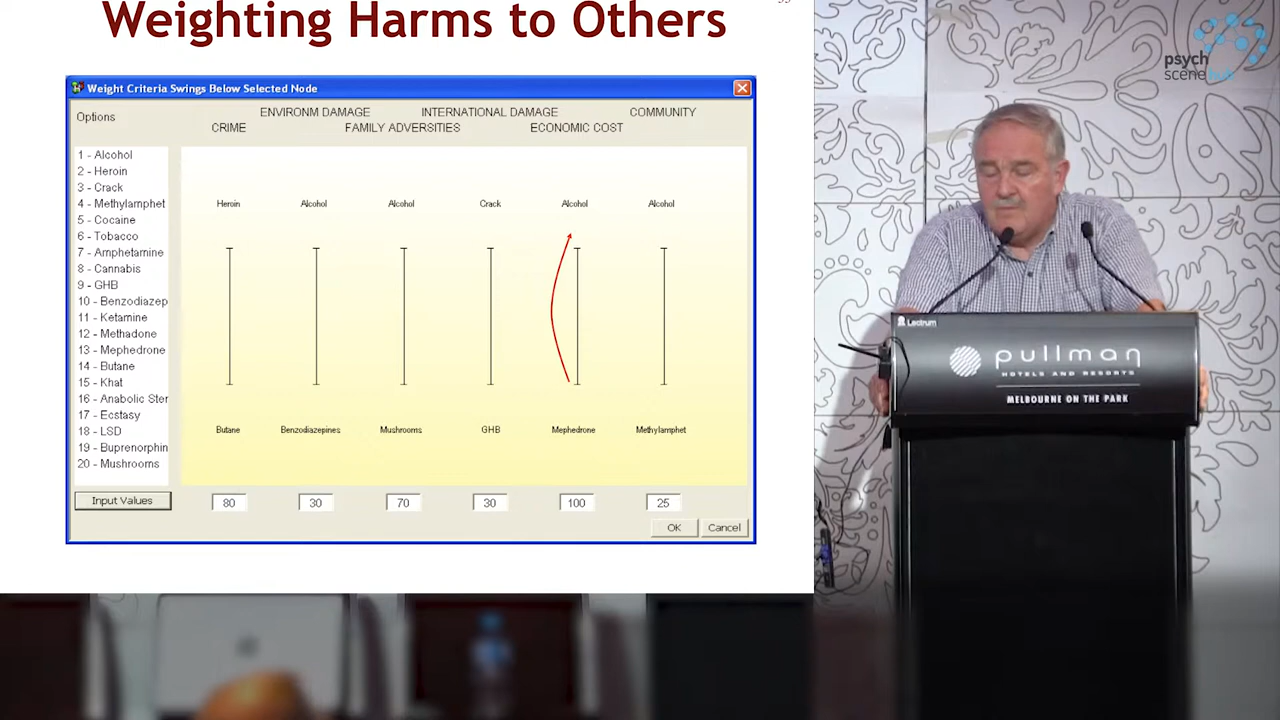 Weighting Harms to Others
Weight Criteria Swings Below Selected Node
Options
ENVIRONM DAMAGE INTERNATIONAL DAMAGE COMMUNITY
CRIME FAMILY ADVERSITIES ECONOMIC COST
1 - Alcohol
2 - Heroin
3 - Crack
4 - Methylamphet
5 - Cocaine
6 - Tobacco
7 - Amphetamine
8 - Cannabis
9 - GHB
10 - Benzodiazep
11 - Ketamine
12 - Methadone
13 - Mephedrone
14 - Butane
15 - Khat
16 - Anabolic Ster
17 - Ecstasy
18 - LSD
19 - Buprenorphin
20 - Mushrooms
Heroin Alcohol Alcohol Crack Alcohol Alcohol
Butane Benzodiazepines Mushrooms GHB Mephedrone Methylamphet
Input Values 80 30 70 30 100 25
OK Cancel
psych
scene hub
Lectrum
pullman
HOTELS AND RESORTS
MELBOURNE ON THE PARK